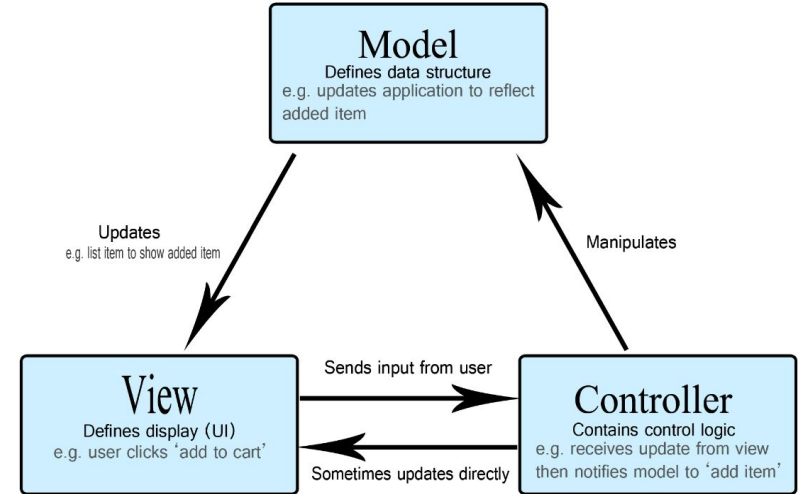 Model
Defines data structure
e.g. updates application to reflect
added item
Updates
e.g. list item to show added item
Manipulates
View
Defines display (UI)
e.g. user clicks ‘add to cart’
Sends input from user
Sometimes updates directly
Controller
Contains control logic
e.g. receives update from view
then notifies model to ‘add item’